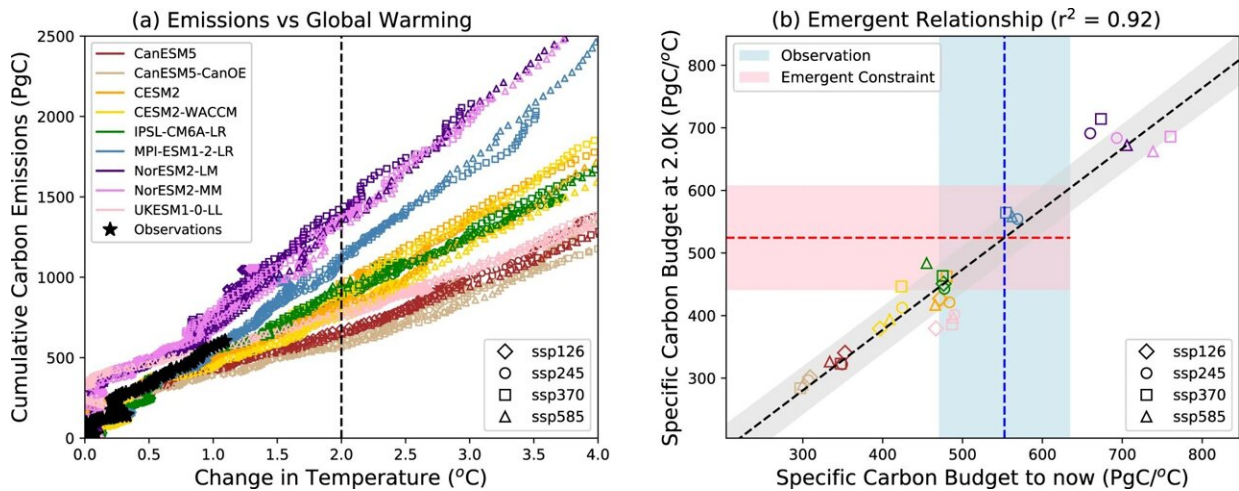 (a) Emissions vs Global Warming
Cumulative Carbon Emissions (PgC)
2500
2000
1500
1000
500
0
CanESM5
CanESM5-CanOE
CESM2
CESM2-WACCM
IPSL-CM6A-LR
MPI-ESM1-2-LR
NorESM2-LM
NorESM2-MM
UKESM1-0-LL
Observations
ssp126
ssp245
ssp370
ssp585
0.0 0.5 1.0 1.5 2.0 2.5 3.0 3.5 4.0
Change in Temperature (°C)
(b) Emergent Relationship (r² = 0.92)
Specific Carbon Budget at 2.0K (PgC/°C)
800
700
600
500
400
300
Observation
Emergent Constraint
ssp126
ssp245
ssp370
ssp585
300 400 500 600 700 800
Specific Carbon Budget to now (PgC/°C)